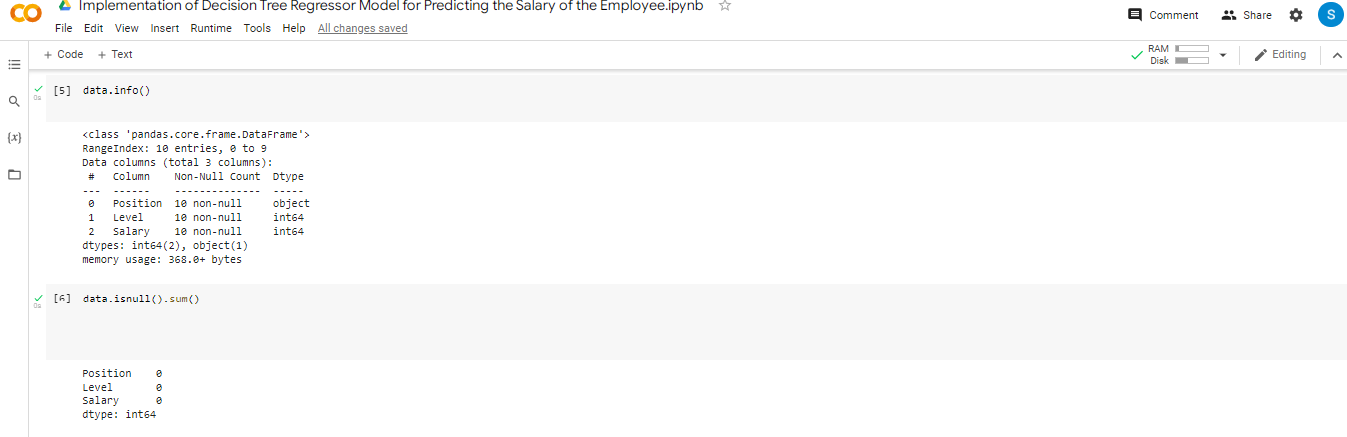 Implementation of Decision Tree Regressor Model for Predicting the Salary of the Employee.ipynb
File Edit View Insert Runtime Tools Help All changes saved
Comment Share S
+ Code + Text
RAM
Disk
Editing
{x}
[5] data.info()
0s
<class 'pandas.core.frame.DataFrame'>
RangeIndex: 10 entries, 0 to 9
Data columns (total 3 columns):
# Column Non-Null Count Dtype
--- ------ -------------- -----
0 Position 10 non-null object
1 Level 10 non-null int64
2 Salary 10 non-null int64
dtypes: int64(2), object(1)
memory usage: 368.0+ bytes
[6] data.isnull().sum()
0s
Position 0
Level 0
Salary 0
dtype: int64